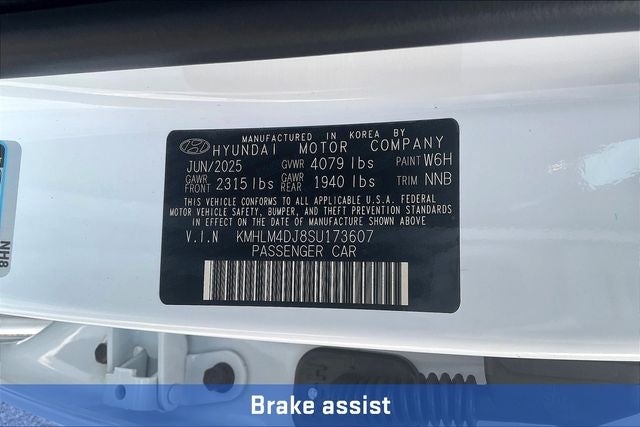 MANUFACTURED IN KOREA BY
HYUNDAI MOTOR COMPANY
JUN/2025 GVWR 4079 lbs PAINT W6H
GAWR FRONT 2315 lbs GAWR REAR 1940 lbs TRIM NNB
THIS VEHICLE CONFORMS TO ALL APPLICABLE U.S.A. FEDERAL
MOTOR VEHICLE SAFETY, BUMPER, AND THEFT PREVENTION STANDARDS
IN EFFECT ON THE DATE OF MANUFACTURE SHOWN ABOVE
V.I.N KMHLM4DJ8SU173607
PASSENGER CAR
NH8
Brake assist